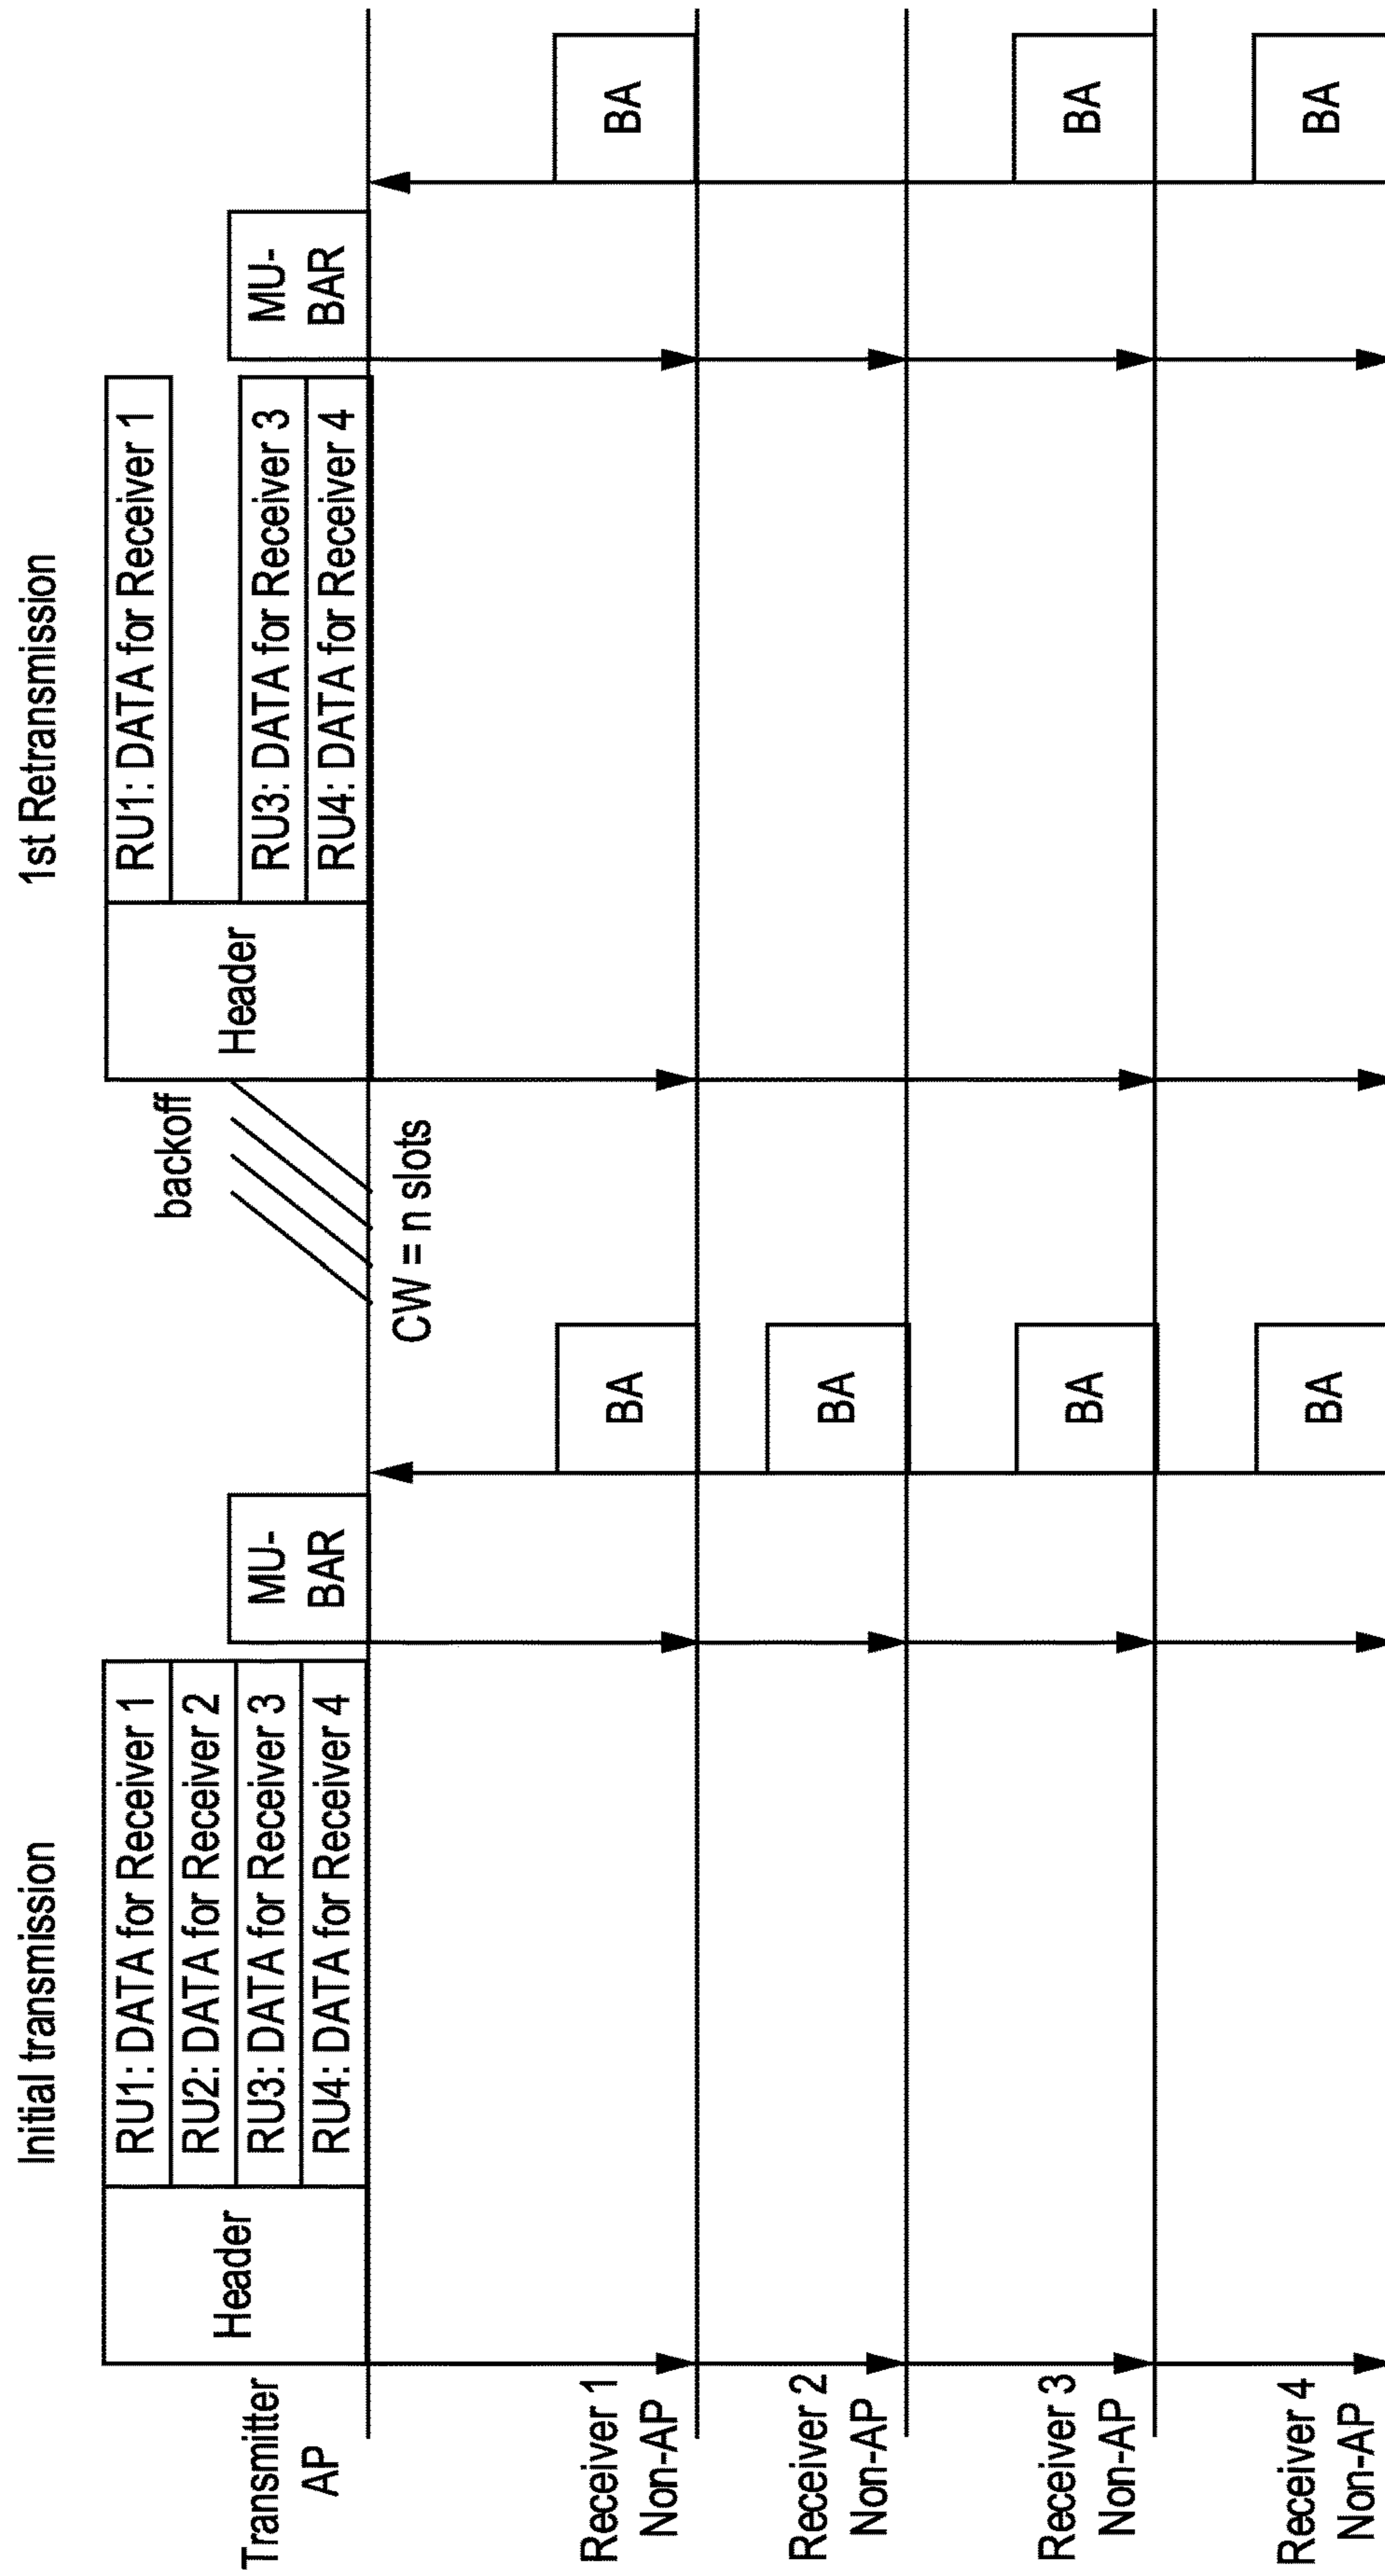 Initial transmission
1st Retransmission
Header
RU1: DATA for Receiver 1
RU2: DATA for Receiver 2
RU3: DATA for Receiver 3
RU4: DATA for Receiver 4
MU-
BAR
backoff
CW = n slots
Header
RU1: DATA for Receiver 1
RU3: DATA for Receiver 3
RU4: DATA for Receiver 4
MU-
BAR
Transmitter
AP
Receiver 1
Non-AP
BA
BA
Receiver 2
Non-AP
BA
Receiver 3
Non-AP
BA
BA
Receiver 4
Non-AP
BA
BA